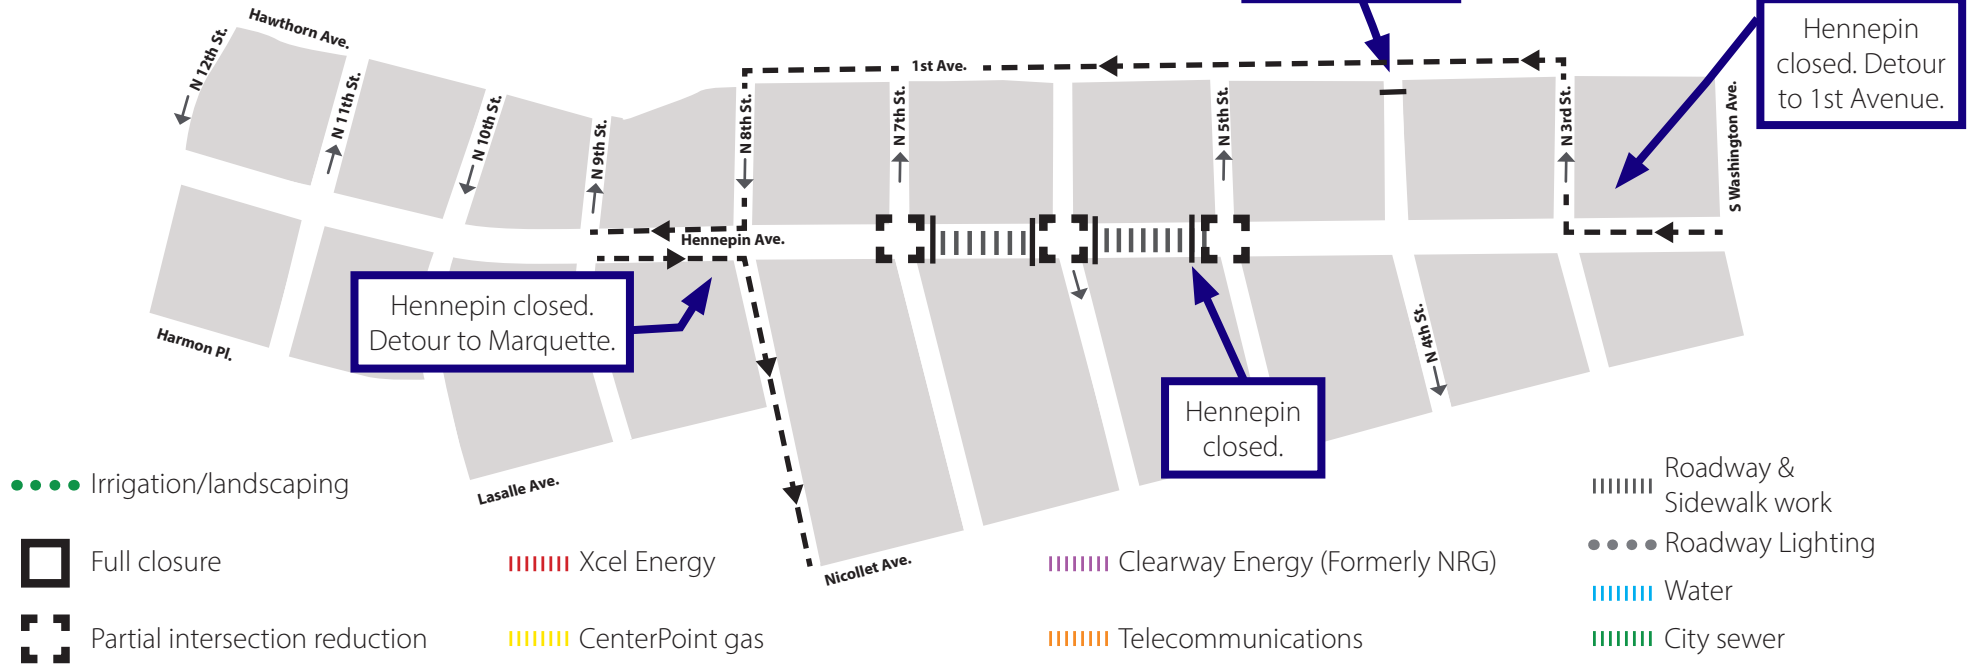 Hawthorn Ave.
N 12th St.
N 11th St.
N 10th St.
N 9th St.
N 8th St.
1st Ave.
N 7th St.
N 5th St.
N 3rd St.
S Washington Ave.
Hennepin
closed. Detour
to 1st Avenue.
Hennepin Ave.
Hennepin closed.
Detour to Marquette.
Harmon Pl.
N 4th St.
Hennepin
closed.
Lasalle Ave.
Nicollet Ave.
Irrigation/landscaping
Full closure
Partial intersection reduction
Xcel Energy
CenterPoint gas
Clearway Energy (Formerly NRG)
Telecommunications
Roadway &
Sidewalk work
Roadway Lighting
Water
City sewer